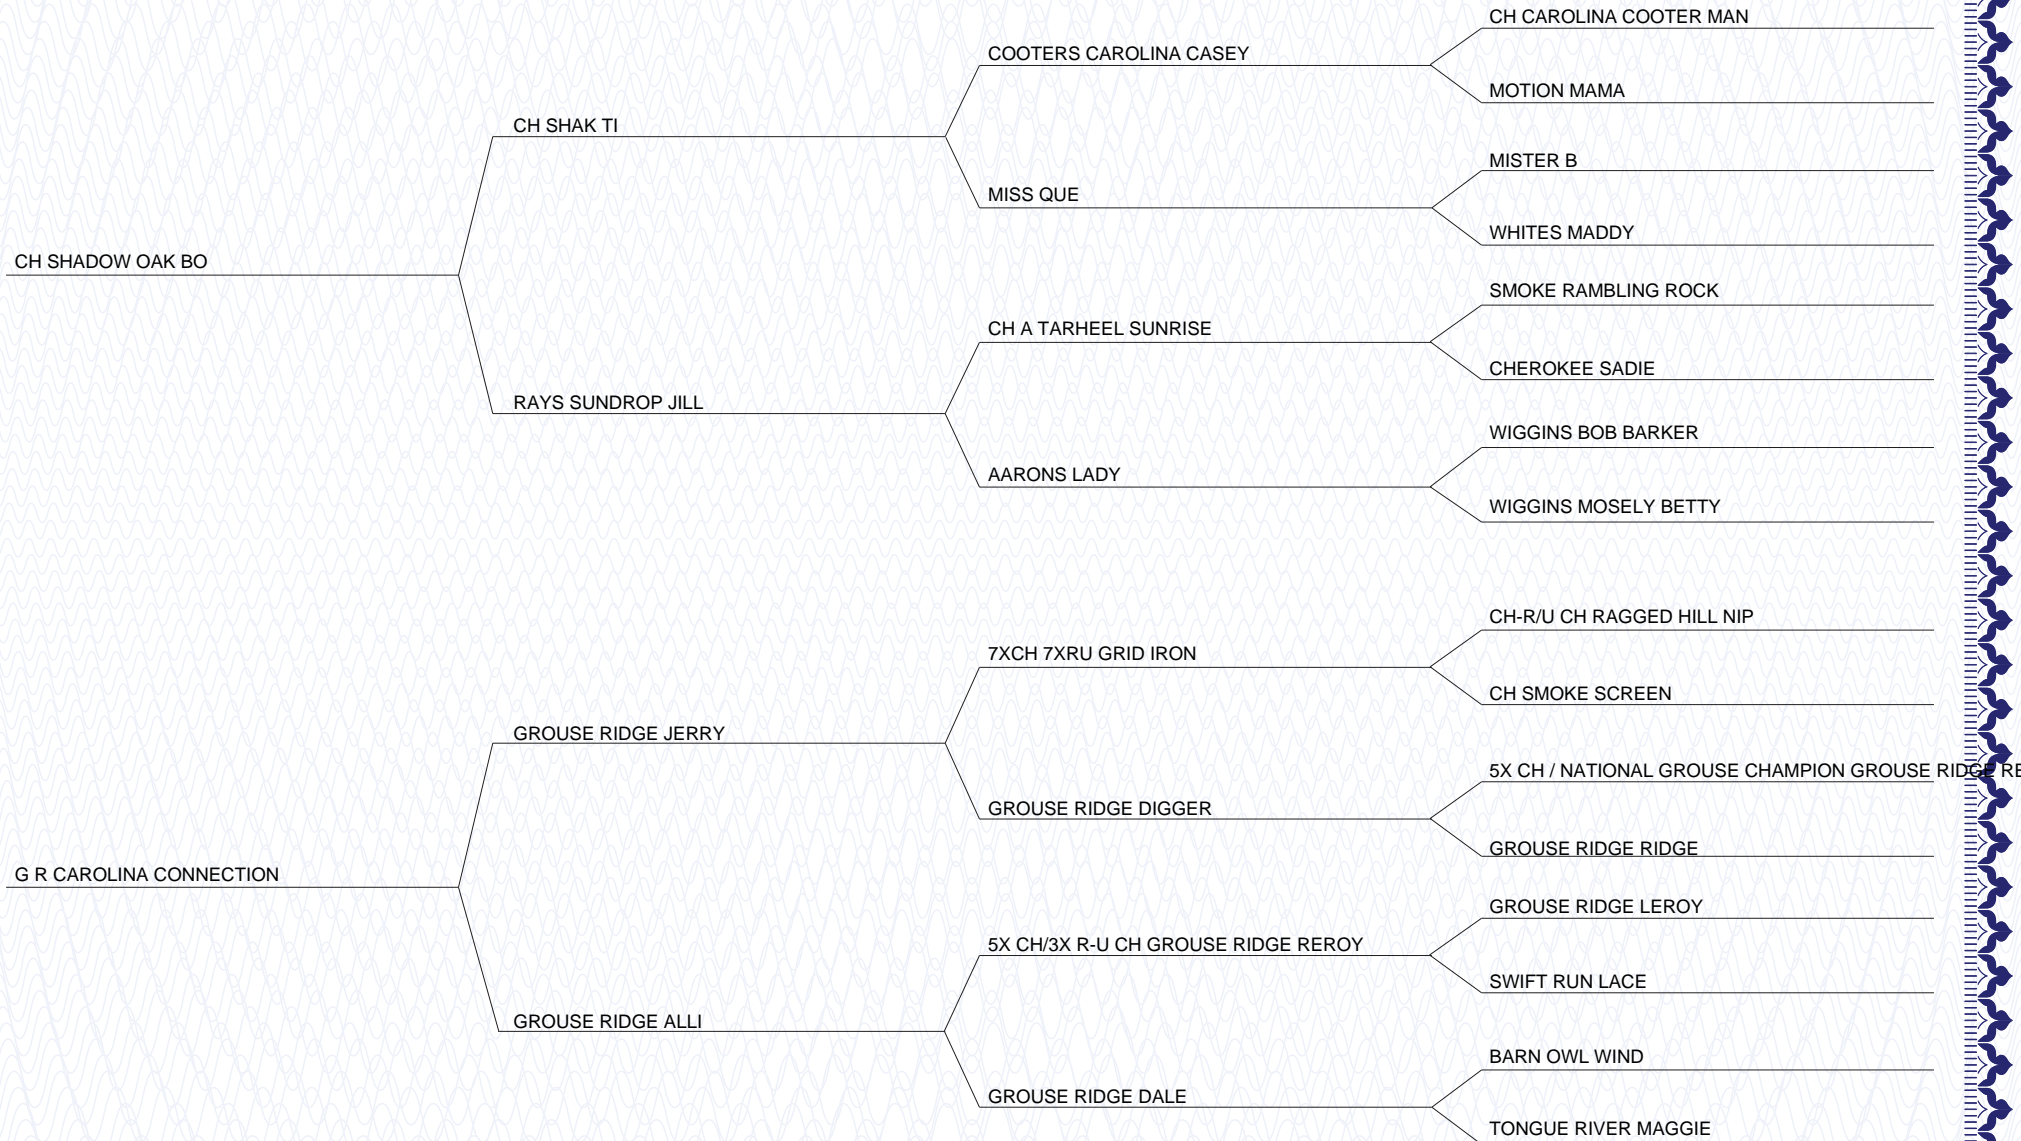 CH CAROLINA COOTER MAN
COOTERS CAROLINA CASEY
MOTION MAMA
CH SHAK TI
MISTER B
MISS QUE
WHITES MADDY
CH SHADOW OAK BO
SMOKE RAMBLING ROCK
CH A TARHEEL SUNRISE
CHEROKEE SADIE
RAYS SUNDROP JILL
WIGGINS BOB BARKER
AARONS LADY
WIGGINS MOSELY BETTY
CH-R/U CH RAGGED HILL NIP
7XCH 7XRU GRID IRON
CH SMOKE SCREEN
GROUSE RIDGE JERRY
5X CH / NATIONAL GROUSE CHAMPION GROUSE RIDGE RE
GROUSE RIDGE DIGGER
GROUSE RIDGE RIDGE
G R CAROLINA CONNECTION
GROUSE RIDGE LEROY
5X CH/3X R-U CH GROUSE RIDGE REROY
SWIFT RUN LACE
GROUSE RIDGE ALLI
BARN OWL WIND
GROUSE RIDGE DALE
TONGUE RIVER MAGGIE